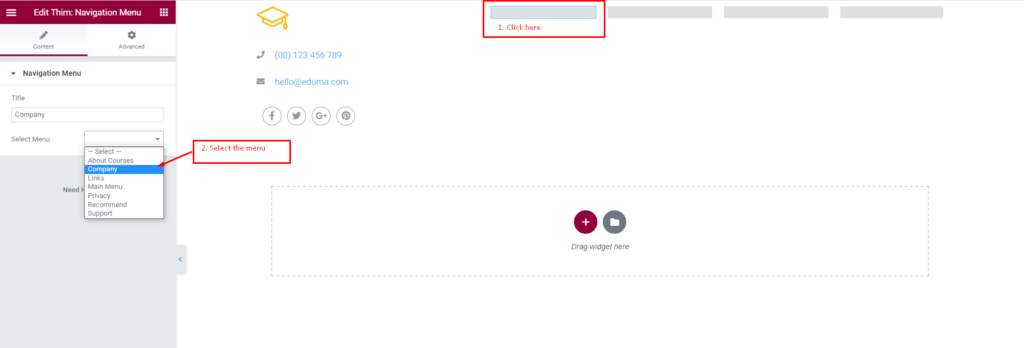 Edit Thim: Navigation Menu
Content
Advanced
Navigation Menu
Title
Company
Select Menu
— Select —
About Courses
Company
Links
Main Menu
Privacy
Recommend
Support
Need
1. Click here
(00) 123 456 789
hello@eduma.com
2. Select the menu
Drag widget here